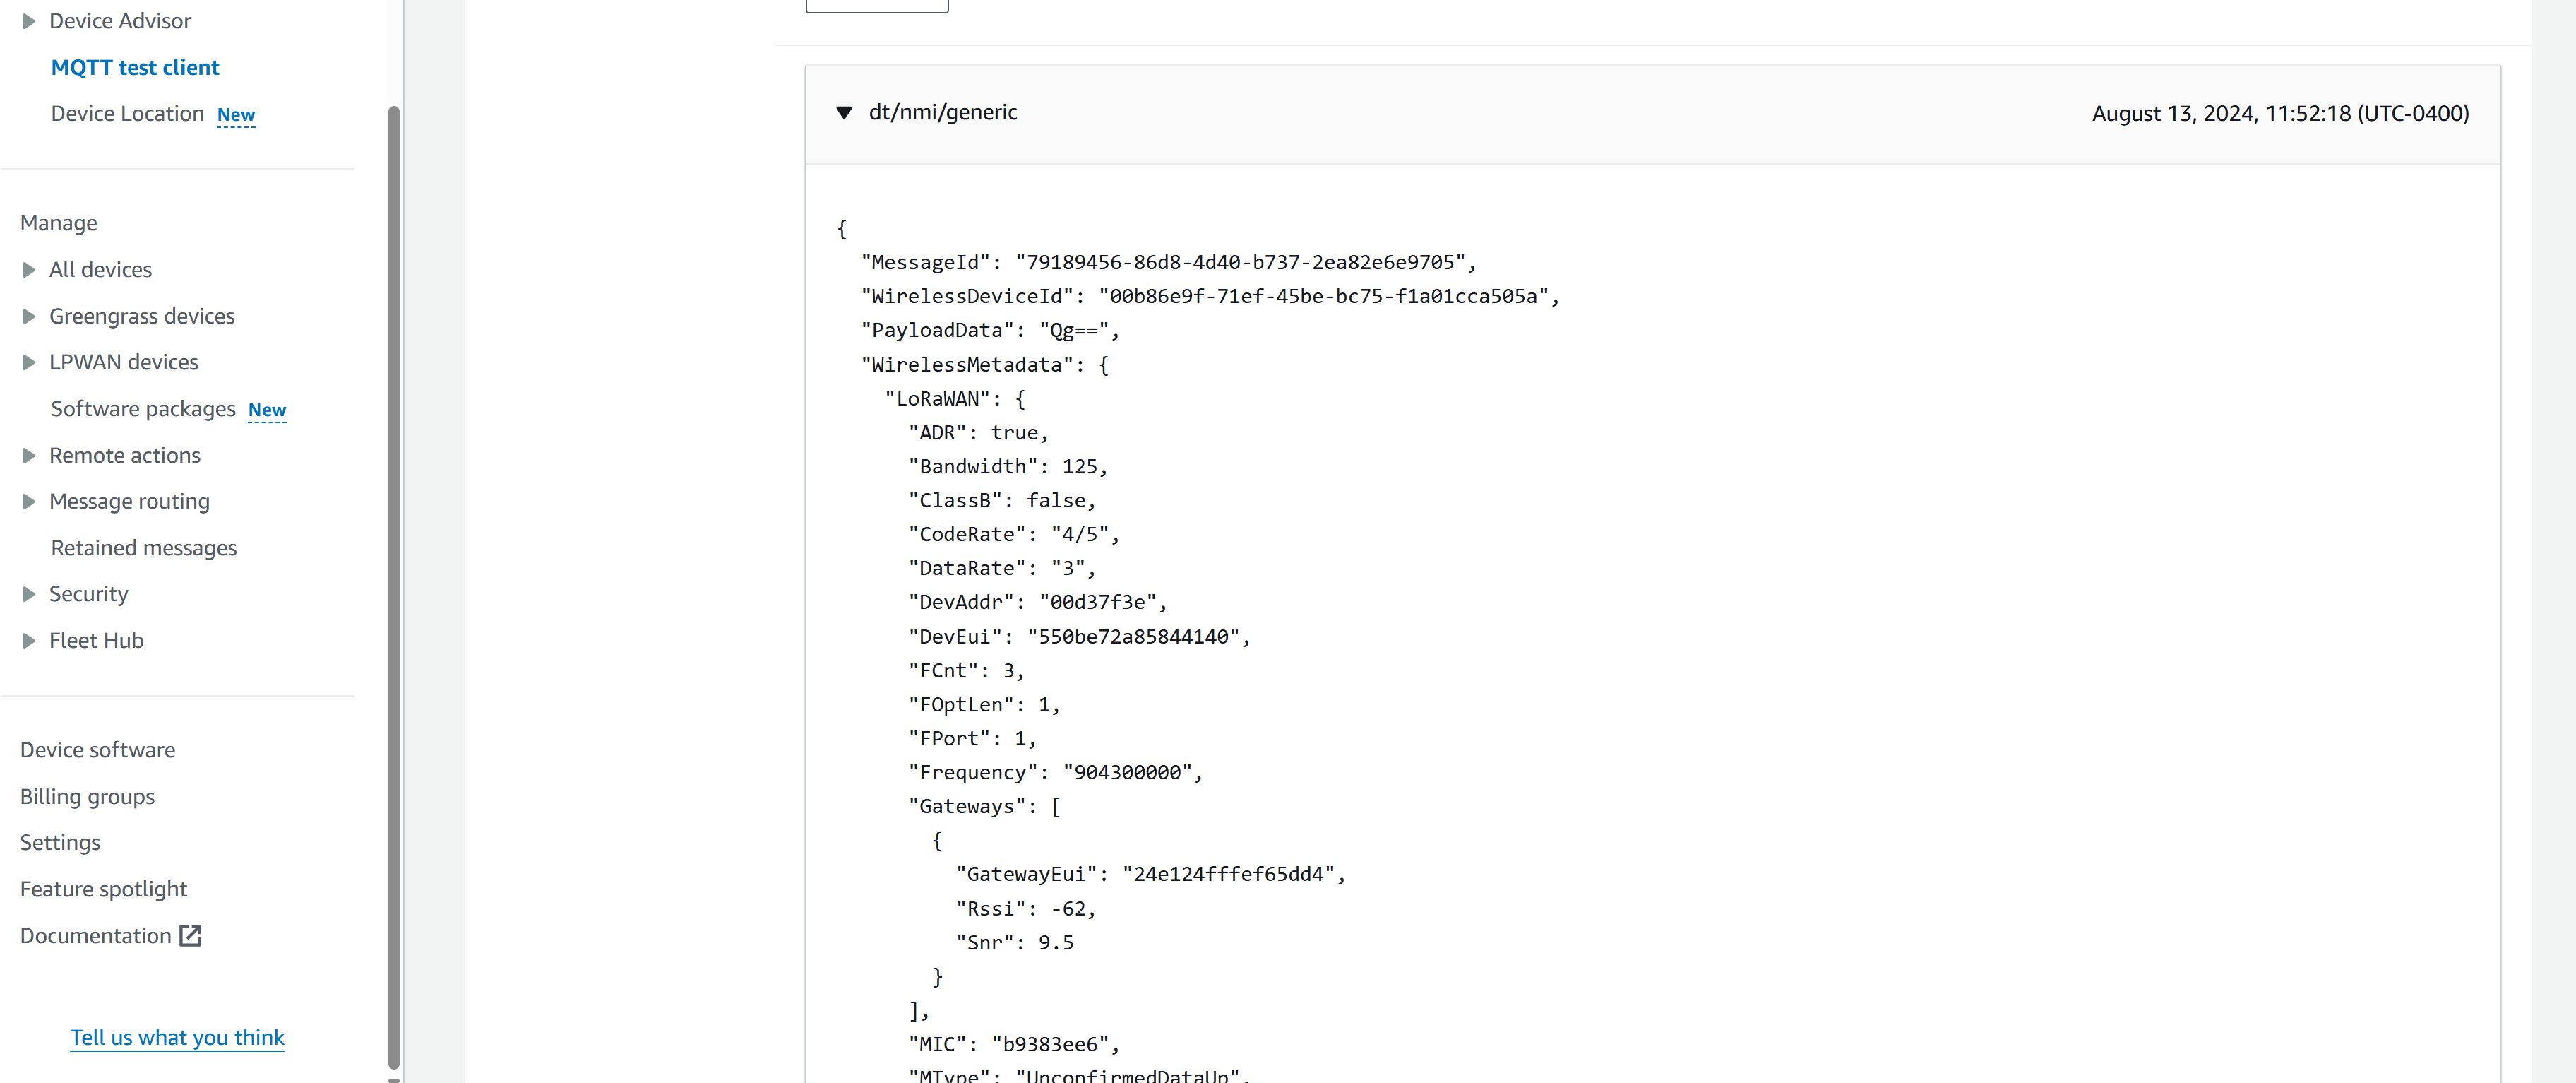 Device Advisor
MQTT test client
Device Location New
Manage
All devices
Greengrass devices
LPWAN devices
Software packages New
Remote actions
Message routing
Retained messages
Security
Fleet Hub
Device software
Billing groups
Settings
Feature spotlight
Documentation
Tell us what you think
dt/nmi/generic
August 13, 2024, 11:52:18 (UTC-0400)
{
"MessageId": "79189456-86d8-4d40-b737-2ea82e6e9705",
"WirelessDeviceId": "00b86e9f-71ef-45be-bc75-f1a01cca505a",
"PayloadData": "Qg==",
"WirelessMetadata": {
"LoRaWAN": {
"ADR": true,
"Bandwidth": 125,
"ClassB": false,
"CodeRate": "4/5",
"DataRate": "3",
"DevAddr": "00d37f3e",
"DevEui": "550be72a85844140",
"FCnt": 3,
"FOptLen": 1,
"FPort": 1,
"Frequency": "904300000",
"Gateways": [
{
"GatewayEui": "24e124fffef65dd4",
"Rssi": -62,
"Snr": 9.5
}
],
"MIC": "b9383ee6",
"MType": "UnconfirmedDataUp",